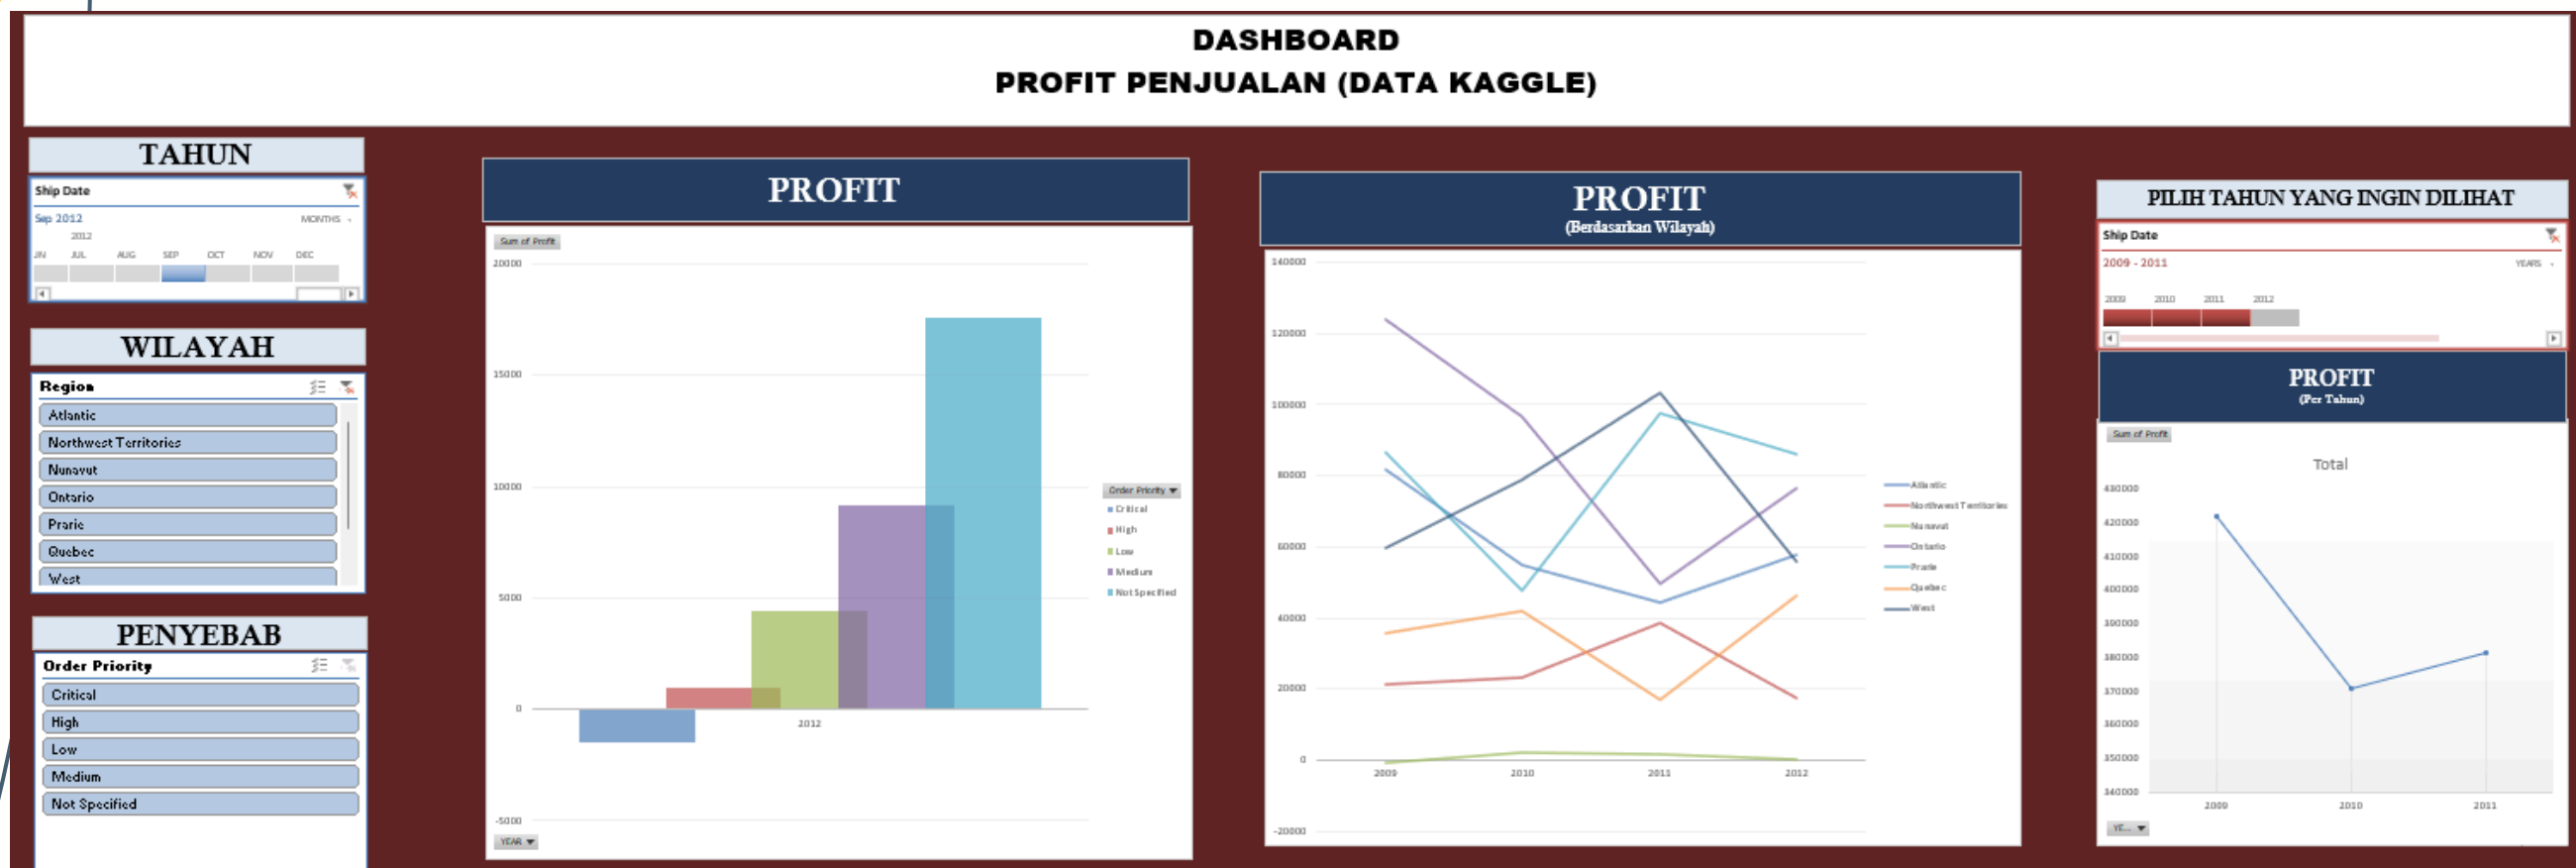 DASHBOARD
PROFIT PENJUALAN (DATA KAGGLE)
TAHUN
Ship Date
Sep 2012
MONTHS
2012
JUL AUG SEP OCT NOV DEC
WILAYAH
Region
Atlantic
Northwest Territories
Nunavut
Ontario
Prarie
Quebec
West
PENYEBAB
Order Priority
Critical
High
Low
Medium
Not Specified
PROFIT
Sum of Profit
20000
15000
10000
5000
0
-5000
2012
YEAR
Order Priority
Critical
High
Low
Medium
Not Specified
PROFIT
(Berdasarkan Wilayah)
140000
120000
100000
80000
60000
40000
20000
0
-20000
2009 2010 2011 2012
Atlantic
Northwest Territories
Nunavut
Ontario
Prarie
Quebec
West
PILIH TAHUN YANG INGIN DILIHAT
Ship Date
2009 - 2011
YEARS
2009 2010 2011 2012
PROFIT
(Per Tahun)
Sum of Profit
Total
430000
420000
410000
400000
390000
380000
370000
360000
350000
340000
2009 2010 2011
YE...